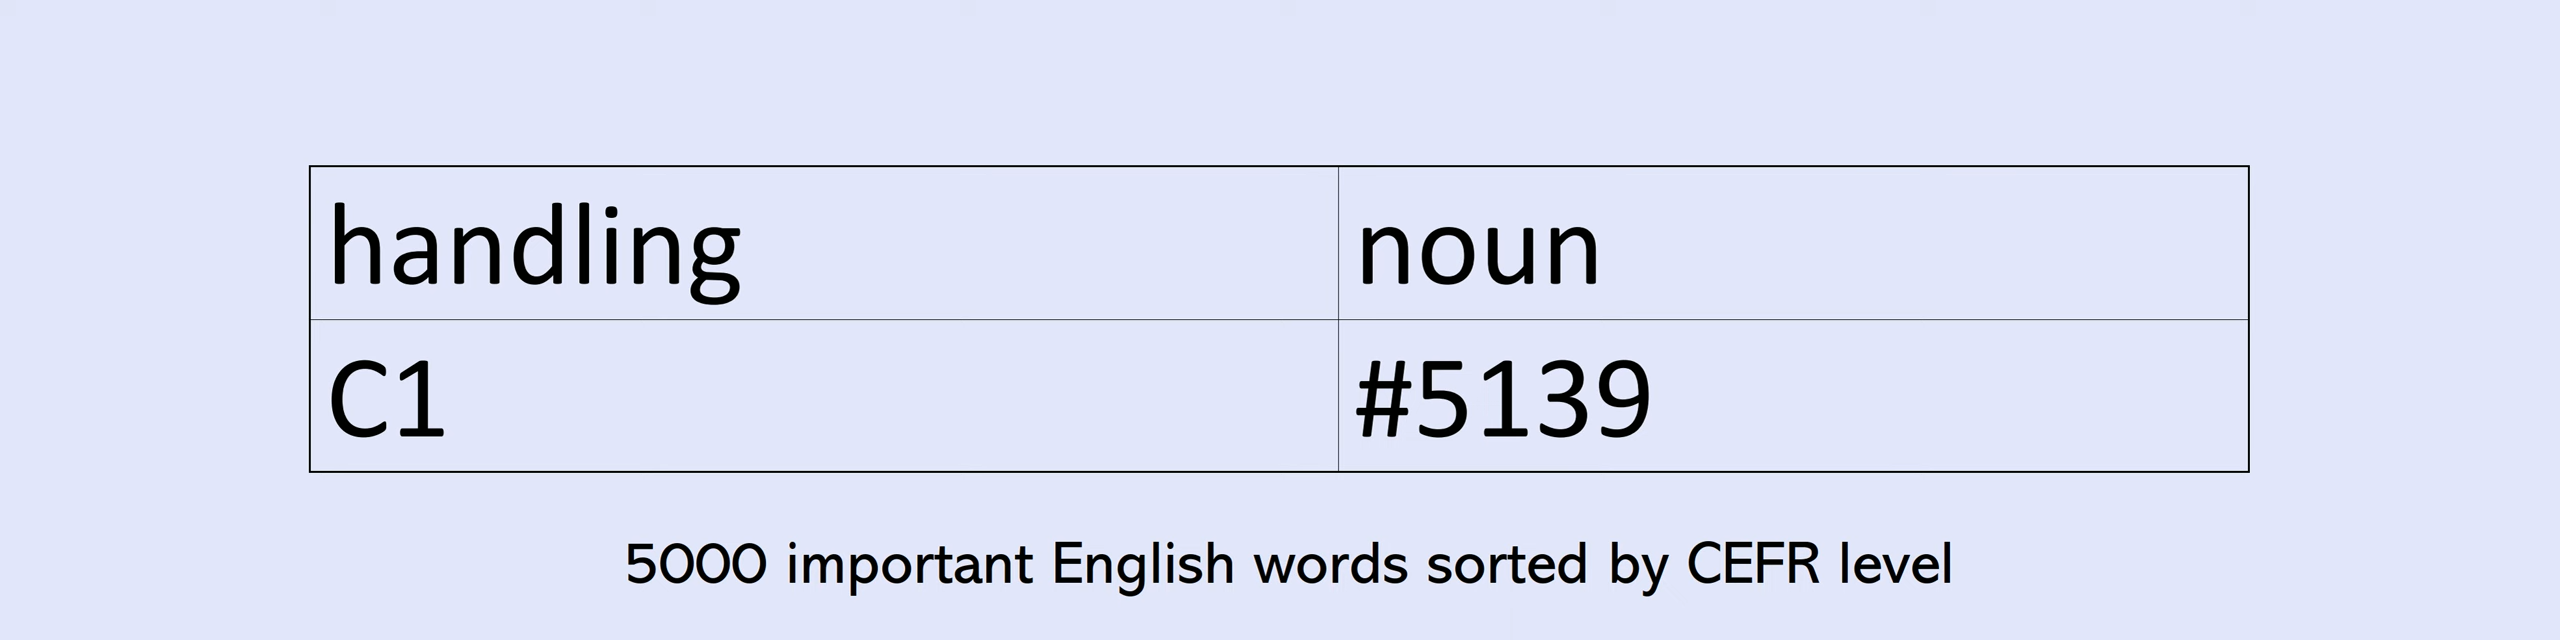 handling noun
C1 #5139
5000 important English words sorted by CEFR level